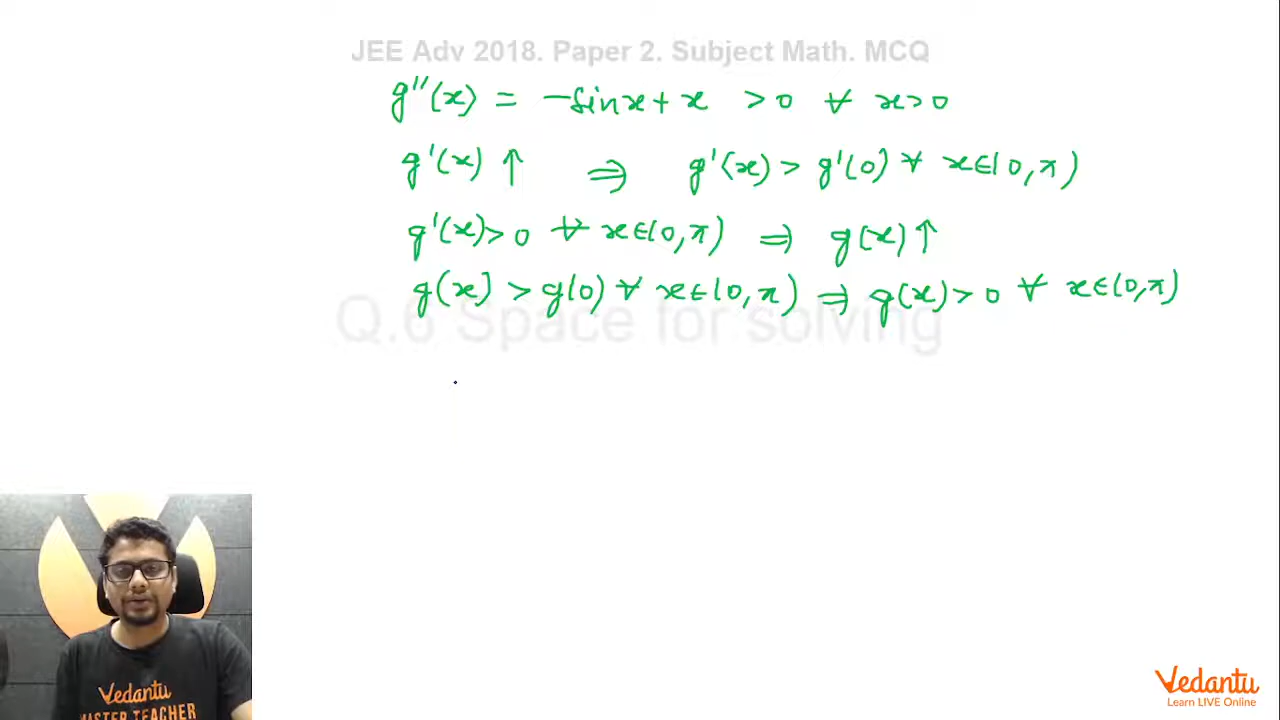 JEE Adv 2018. Paper 2. Subject Math. MCQ
g''(x) = -sinx + x > 0 ∀ x>0
g'(x) ↑ ⇒ g'(x) > g'(0) ∀ x∈(0,π)
g'(x)>0 ∀ x∈(0,π) ⇒ g(x)↑
g(x) > g(0) ∀ x∈(0,π) ⇒ g(x)>0 ∀ x∈(0,π)
Q.6 Space for solving
Vedantu
MASTER TEACHER
Vedantu
Learn LIVE Online